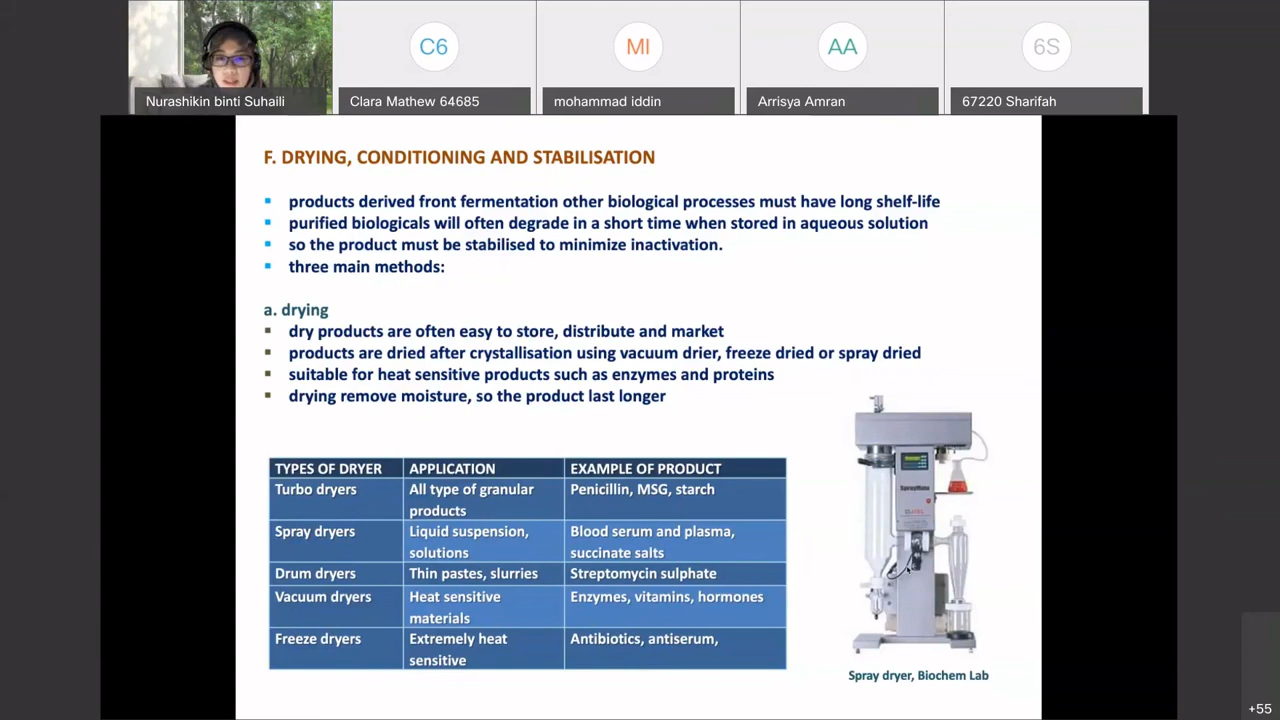 C6
MI
AA
6S
Nurashikin binti Suhaili
Clara Mathew 64685
mohammad iddin
Arrisya Amran
67220 Sharifah
F. DRYING, CONDITIONING AND STABILISATION
products derived front fermentation other biological processes must have long shelf-life
purified biologicals will often degrade in a short time when stored in aqueous solution
so the product must be stabilised to minimize inactivation.
three main methods:
a. drying
dry products are often easy to store, distribute and market
products are dried after crystallisation using vacuum drier, freeze dried or spray dried
suitable for heat sensitive products such as enzymes and proteins
drying remove moisture, so the product last longer
TYPES OF DRYER APPLICATION EXAMPLE OF PRODUCT
Turbo dryers All type of granular Penicillin, MSG, starch
products
Spray dryers Liquid suspension, Blood serum and plasma,
solutions succinate salts
Drum dryers Thin pastes, slurries Streptomycin sulphate
Vacuum dryers Heat sensitive Enzymes, vitamins, hormones
materials
Freeze dryers Extremely heat Antibiotics, antiserum,
sensitive
SprayMate
Spray dryer, Biochem Lab
+55